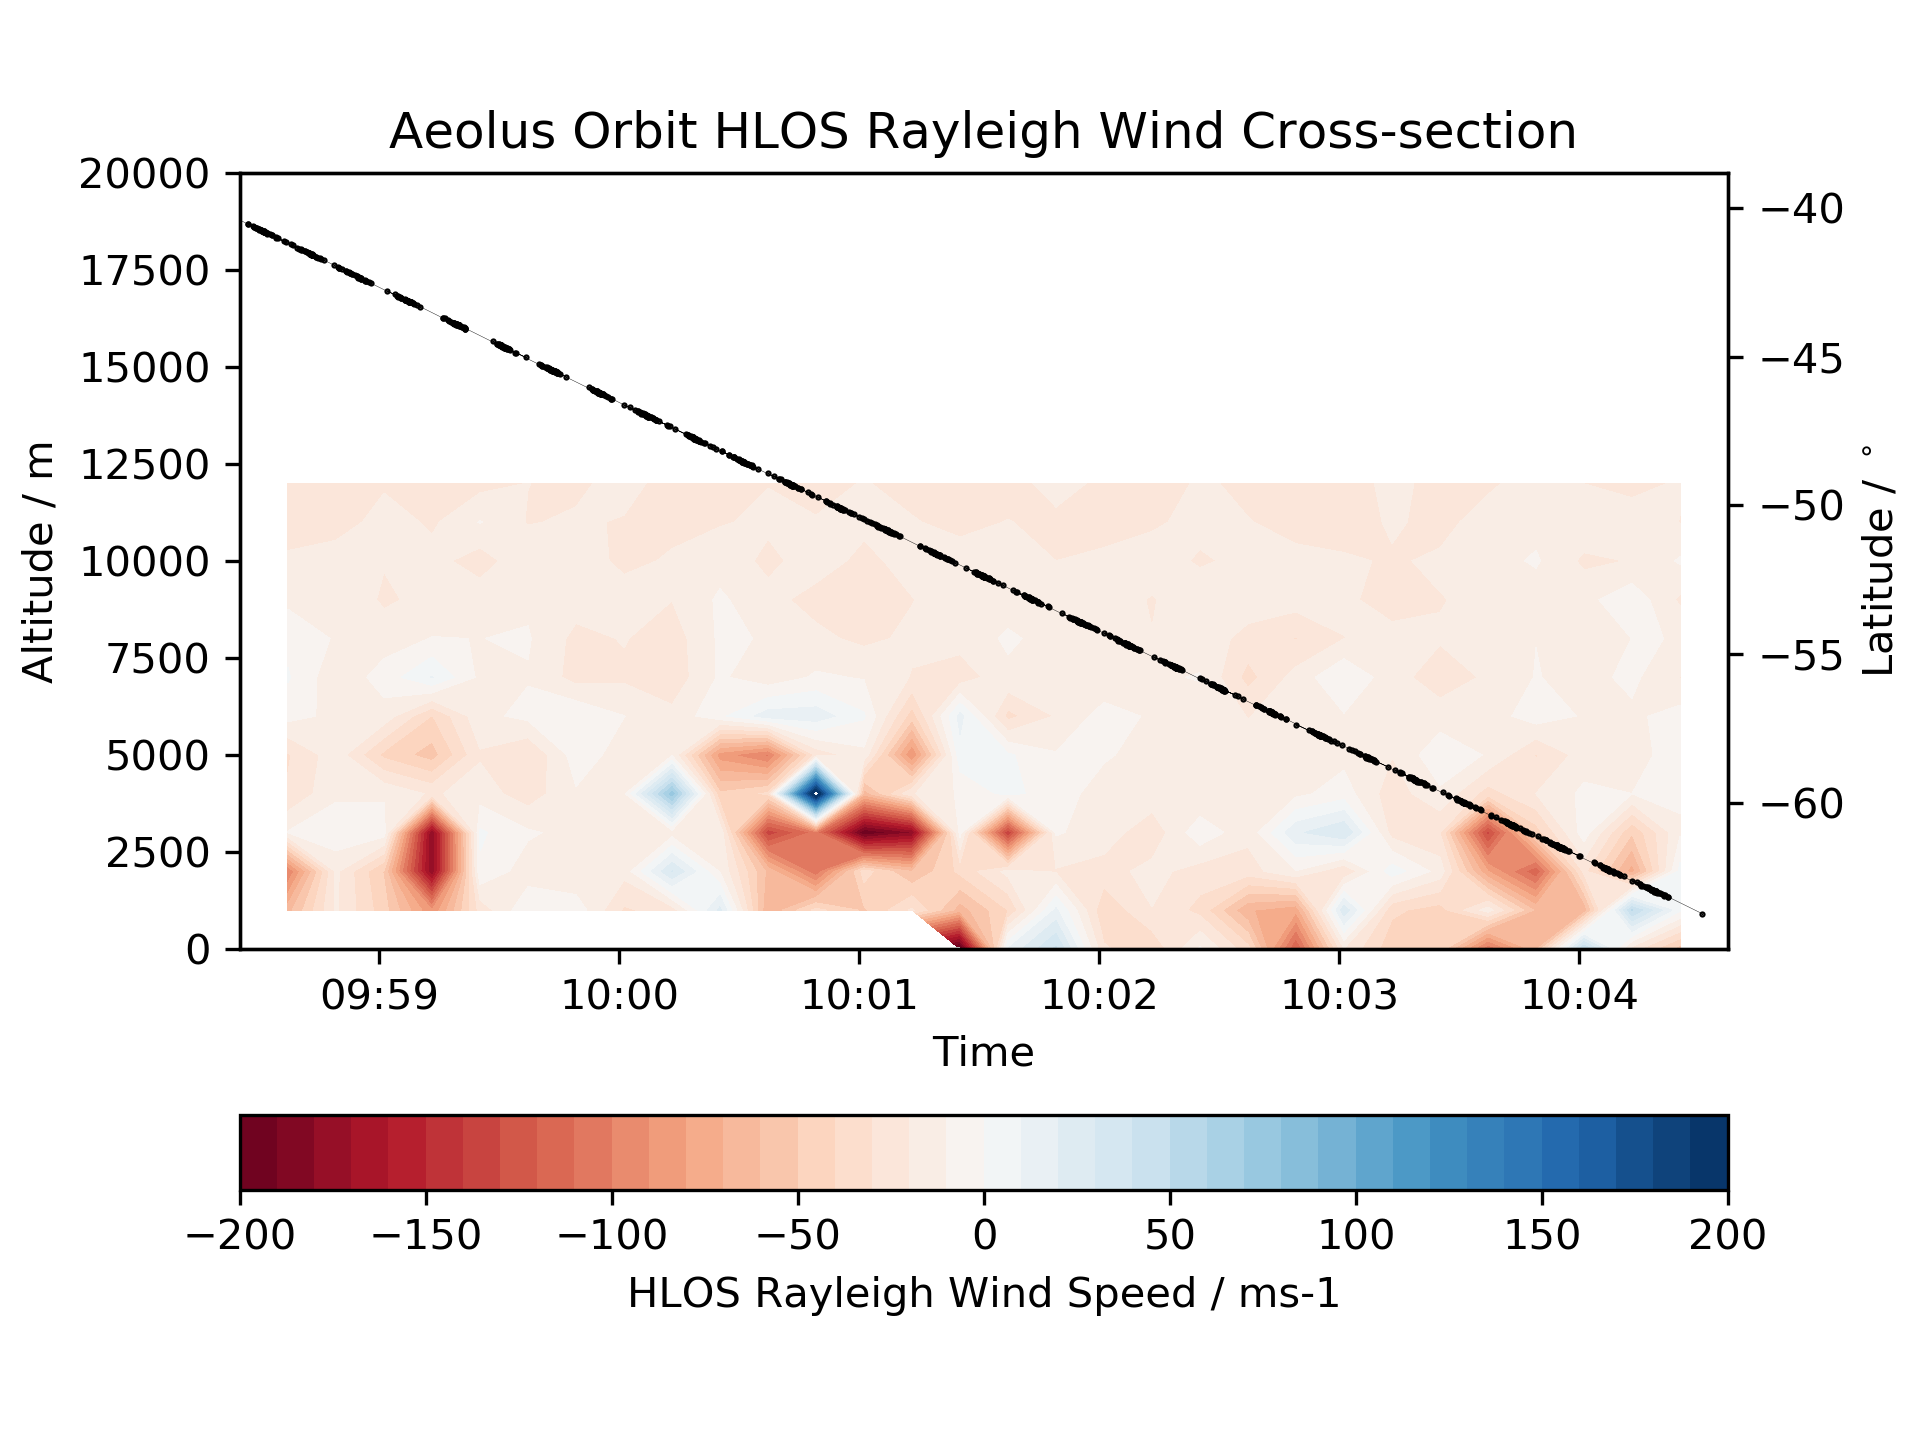 Aeolus Orbit HLOS Rayleigh Wind Cross-section
20000
17500
15000
12500
10000
7500
5000
2500
0
Altitude / m
−40
−45
−50
−55
−60
Latitude / °
09:59 10:00 10:01 10:02 10:03 10:04
Time
−200 −150 −100 −50 0 50 100 150 200
HLOS Rayleigh Wind Speed / ms-1